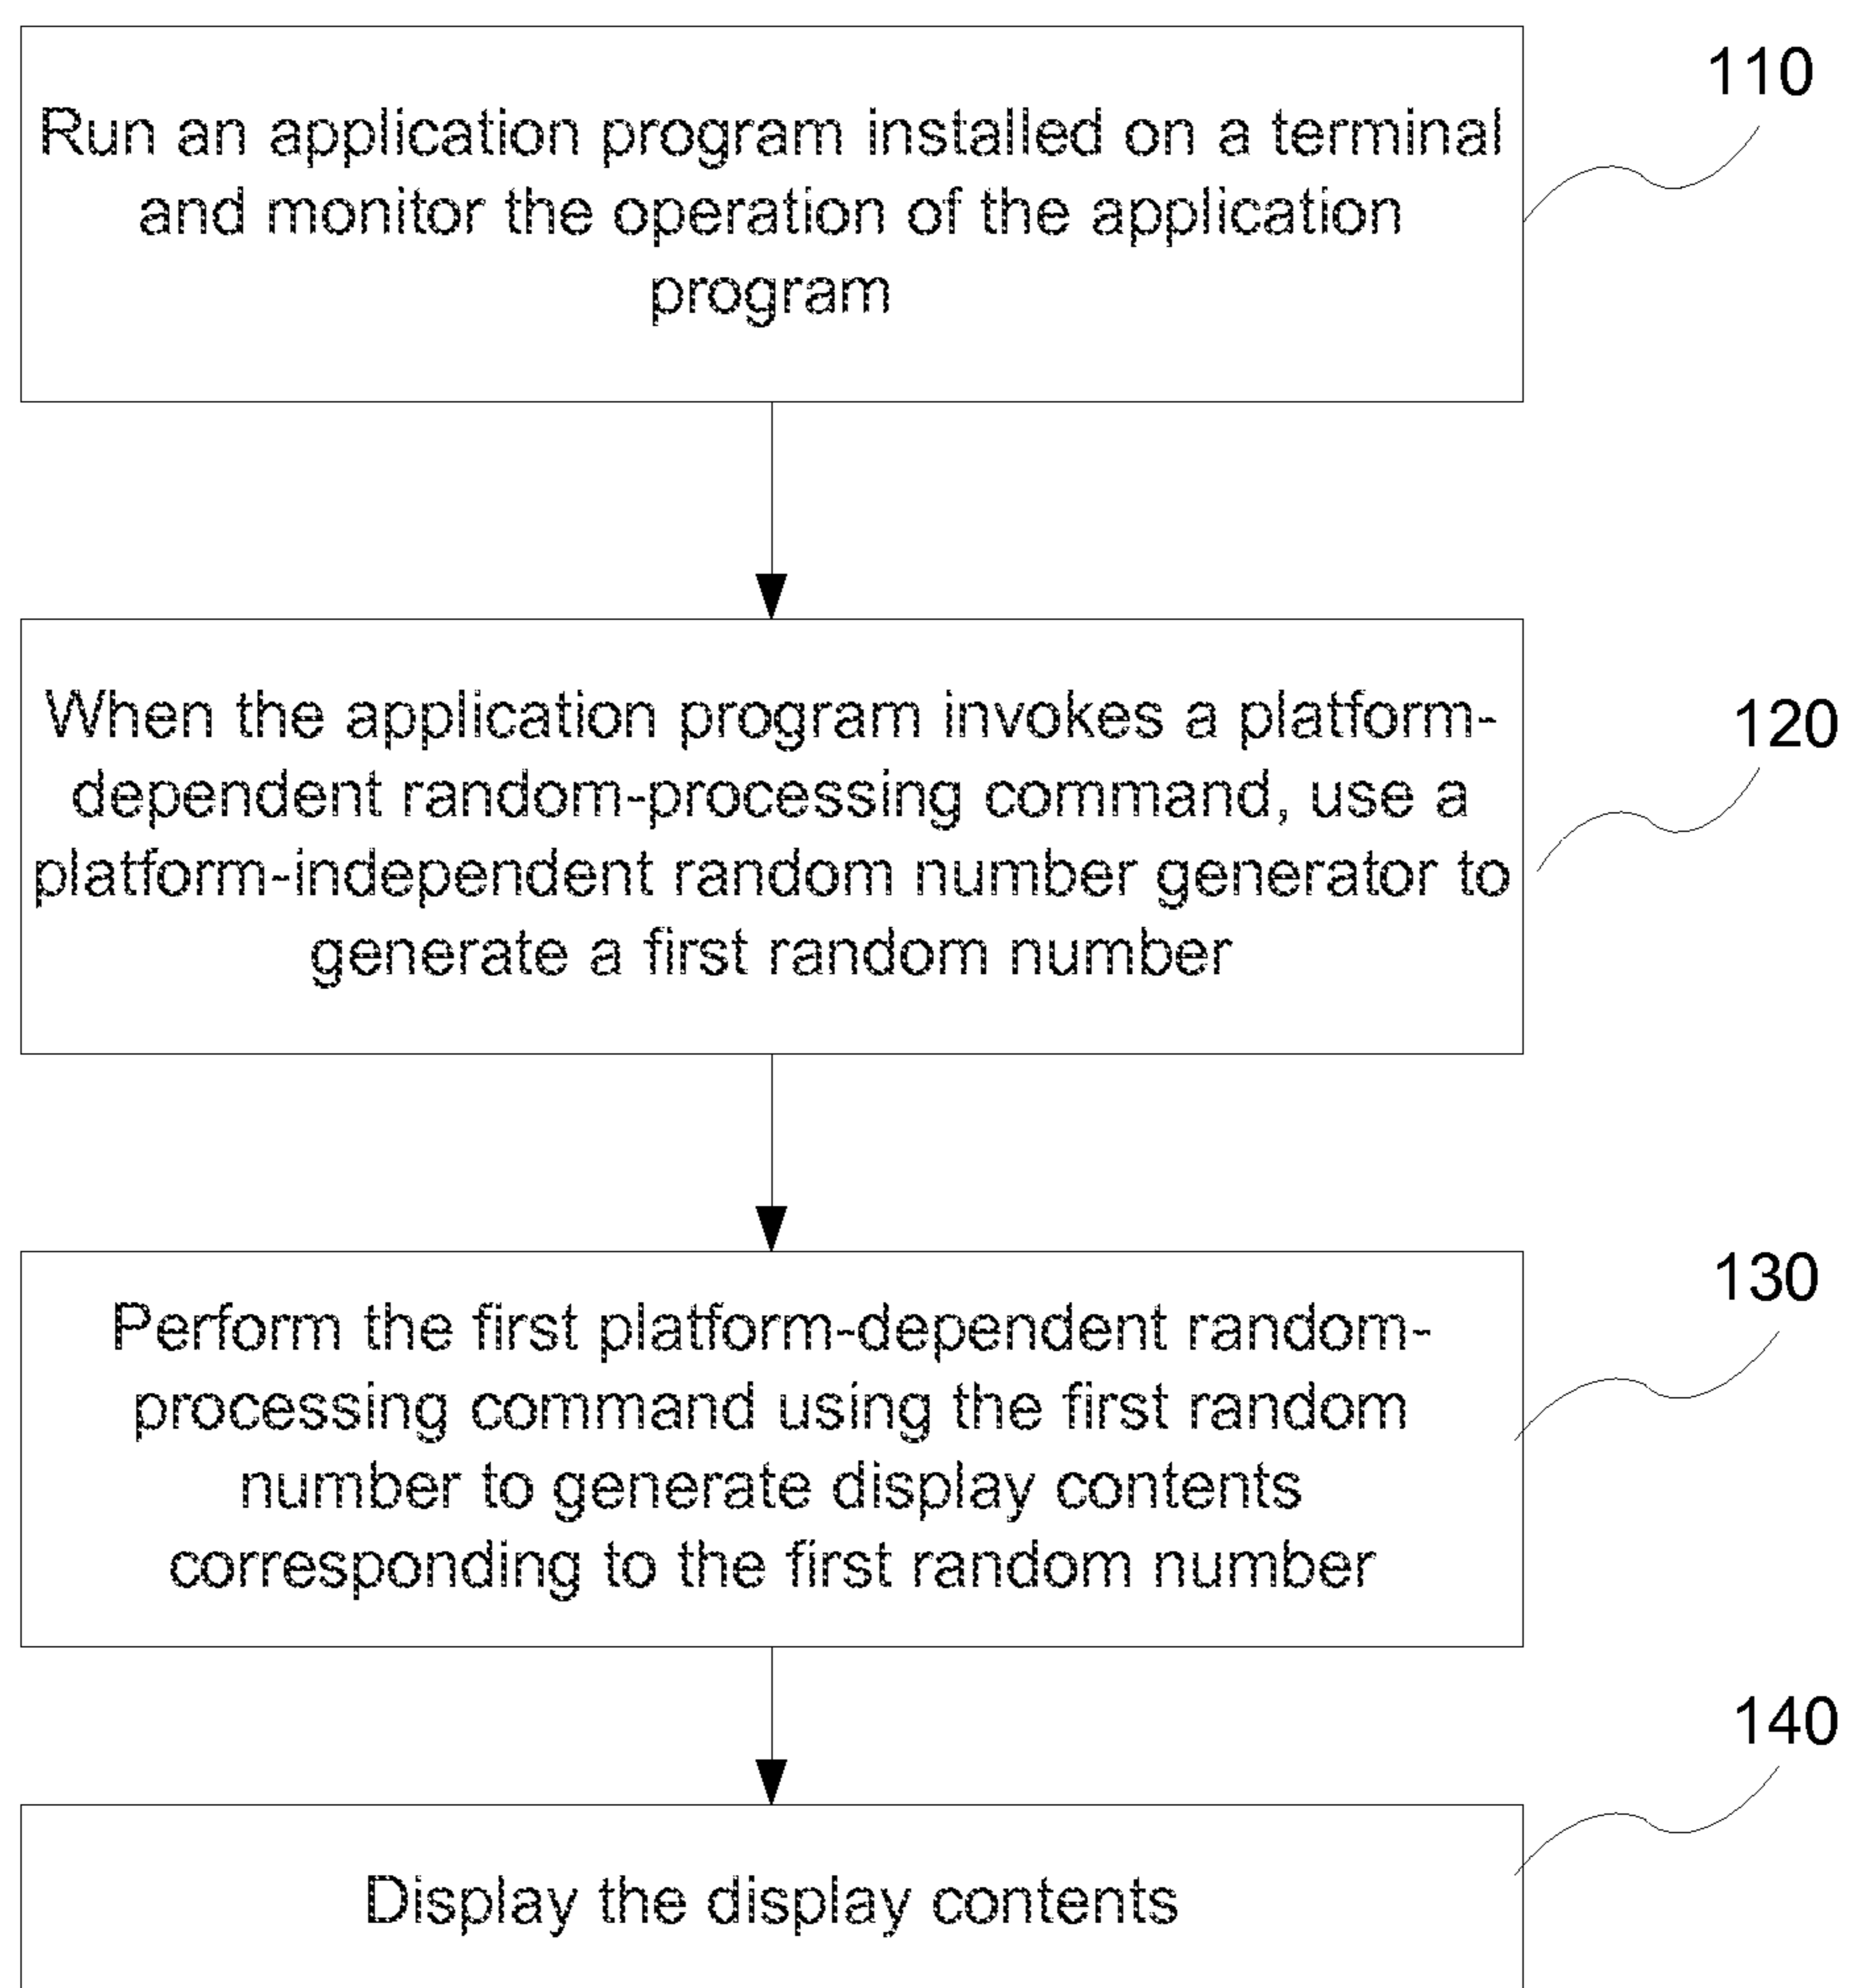 110
Run an application program installed on a terminal
and monitor the operation of the application
program
120
When the application program invokes a platform-
dependent random-processing command, use a
platform-independent random number generator to
generate a first random number
130
Perform the first platform-dependent random-
processing command using the first random
number to generate display contents
corresponding to the first random number
140
Display the display contents